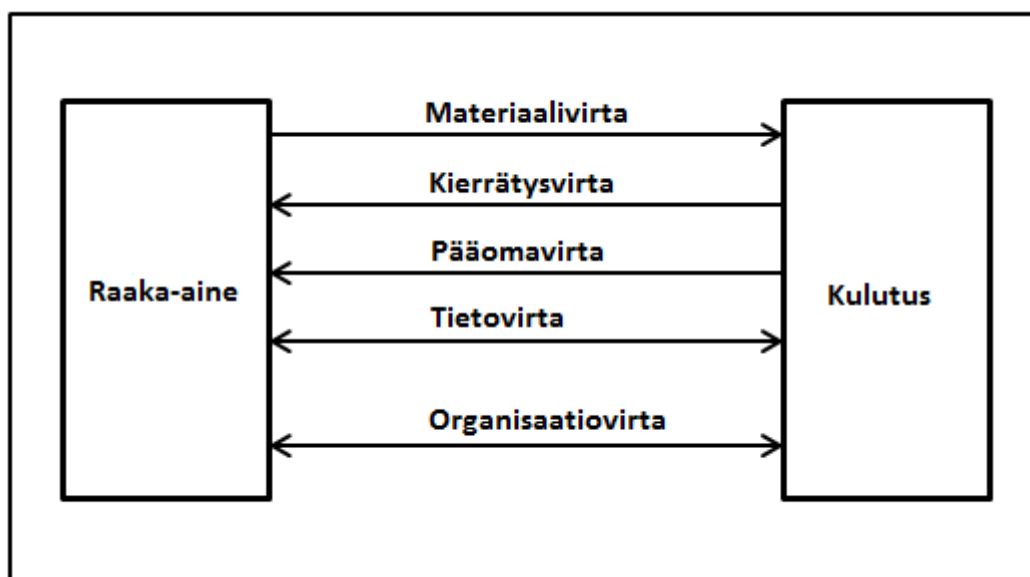 Materiaalivirta
Kierrätysvirta
Pääomavirta
Raaka-aine
Kulutus
Tietovirta
Organisaatiovirta